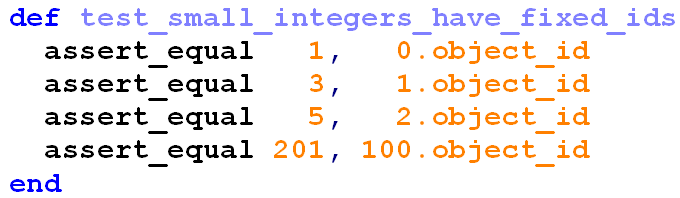 def test_small_integers_have_fixed_ids
  assert_equal   1,   0.object_id
  assert_equal   3,   1.object_id
  assert_equal   5,   2.object_id
  assert_equal 201, 100.object_id
end